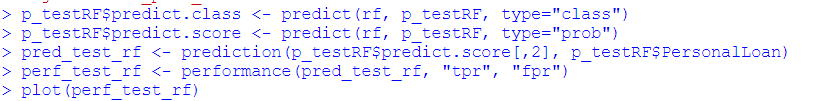 > p_testRF$predict.class <- predict(rf, p_testRF, type="class")
> p_testRF$predict.score <- predict(rf, p_testRF, type="prob")
> pred_test_rf <- prediction(p_testRF$predict.score[,2], p_testRF$PersonalLoan)
> perf_test_rf <- performance(pred_test_rf, "tpr", "fpr")
> plot(perf_test_rf)